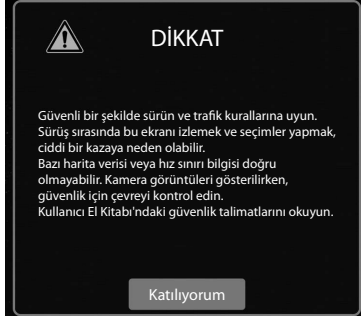 DİKKAT
Güvenli bir şekilde sürün ve trafik kurallarına uyun.
Sürüş sırasında bu ekranı izlemek ve seçimler yapmak,
ciddi bir kazaya neden olabilir.
Bazı harita verisi veya hız sınırı bilgisi doğru
olmayabilir. Kamera görüntüleri gösterilirken,
güvenlik için çevreyi kontrol edin.
Kullanıcı El Kitabı'ndaki güvenlik talimatlarını okuyun.
Katılıyorum